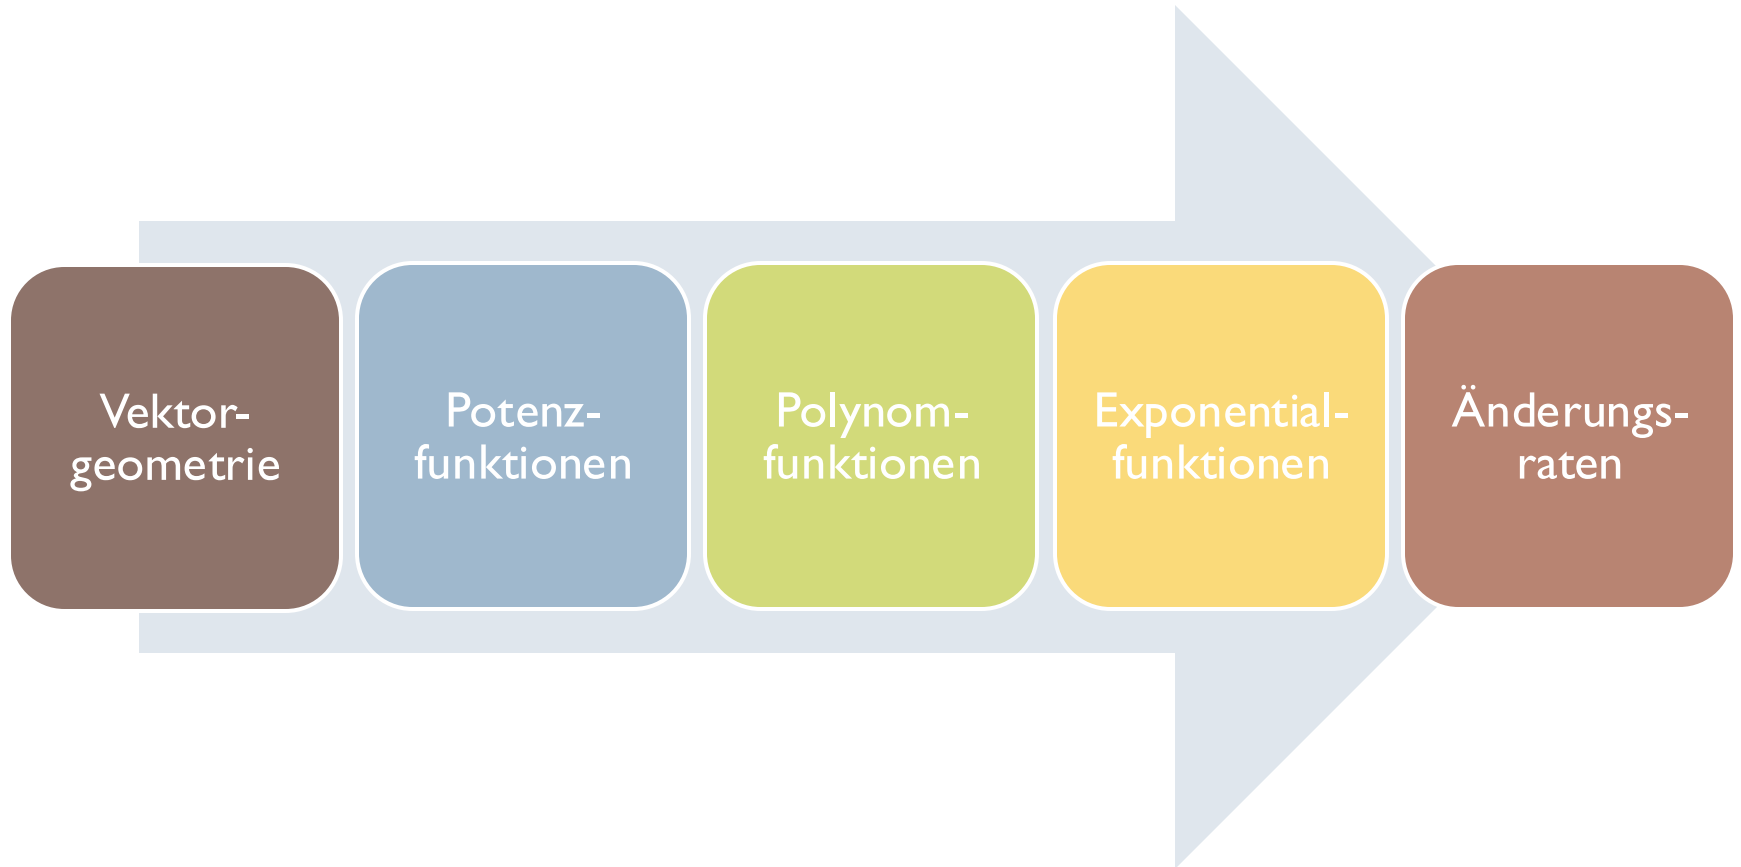 Vektor-
geometrie
Potenz-
funktionen
Polynom-
funktionen
Exponential-
funktionen
Änderungs-
raten